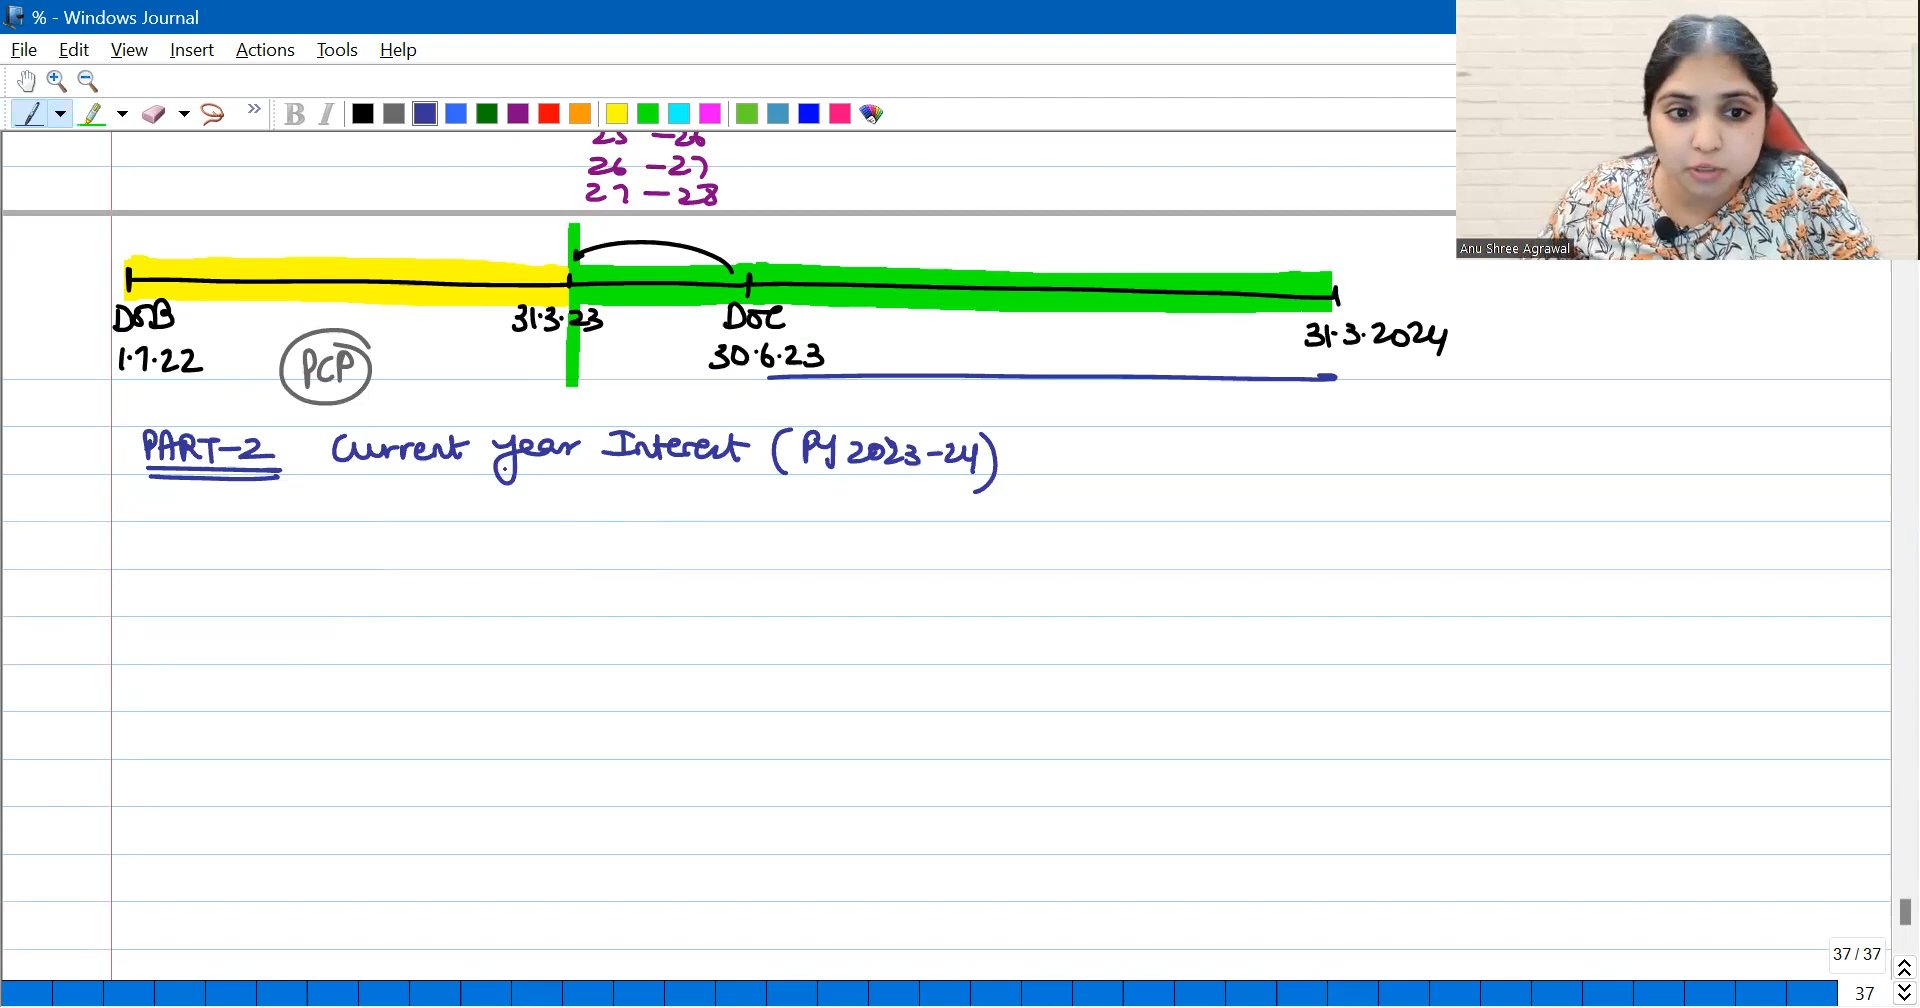 % - Windows Journal
File Edit View Insert Actions Tools Help
B I
25 - 26
26 - 27
27 - 28
Anu Shree Agrawal
DOB 31.3.23 DOC 31.3.2024
1.7.22 PCP 30.6.23
PART-2 Current year Interest (PY 2023-24)
37 / 37
37